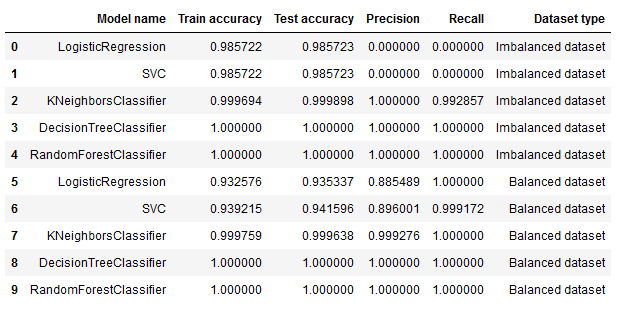 Model name Train accuracy Test accuracy Precision Recall Dataset type
0 LogisticRegression 0.985722 0.985723 0.000000 0.000000 Imbalanced dataset
1 SVC 0.985722 0.985723 0.000000 0.000000 Imbalanced dataset
2 KNeighborsClassifier 0.999694 0.999898 1.000000 0.992857 Imbalanced dataset
3 DecisionTreeClassifier 1.000000 1.000000 1.000000 1.000000 Imbalanced dataset
4 RandomForestClassifier 1.000000 1.000000 1.000000 1.000000 Imbalanced dataset
5 LogisticRegression 0.932576 0.935337 0.885489 1.000000 Balanced dataset
6 SVC 0.939215 0.941596 0.896001 0.999172 Balanced dataset
7 KNeighborsClassifier 0.999759 0.999638 0.999276 1.000000 Balanced dataset
8 DecisionTreeClassifier 1.000000 1.000000 1.000000 1.000000 Balanced dataset
9 RandomForestClassifier 1.000000 1.000000 1.000000 1.000000 Balanced dataset